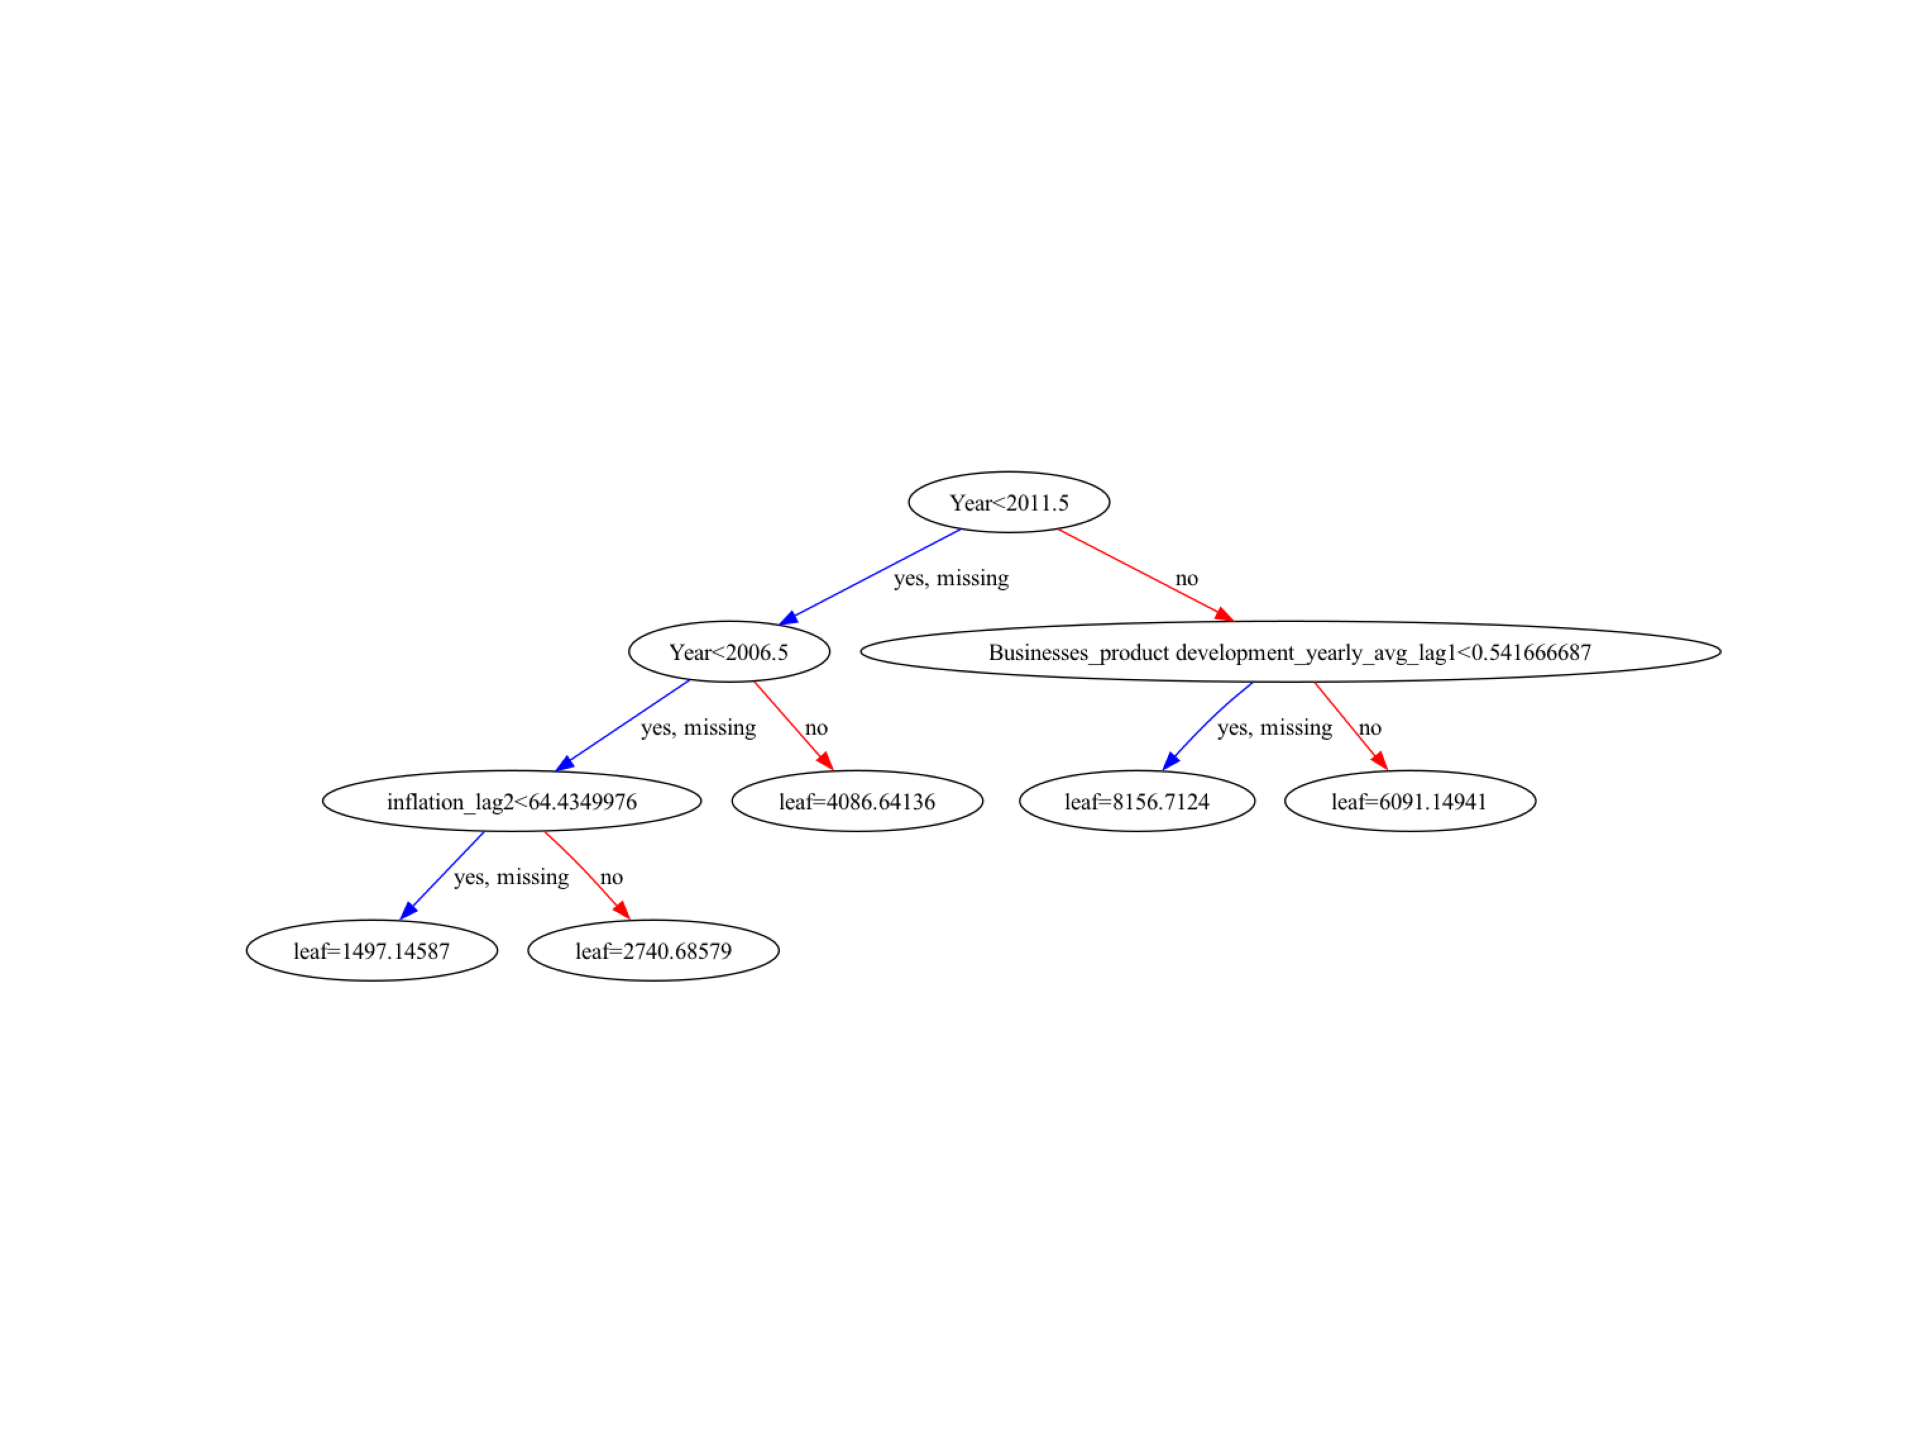 Year<2011.5
yes, missing
no
Year<2006.5
Businesses_product development_yearly_avg_lag1<0.541666687
yes, missing
no
yes, missing
no
inflation_lag2<64.4349976
leaf=4086.64136
leaf=8156.7124
leaf=6091.14941
yes, missing
no
leaf=1497.14587
leaf=2740.68579